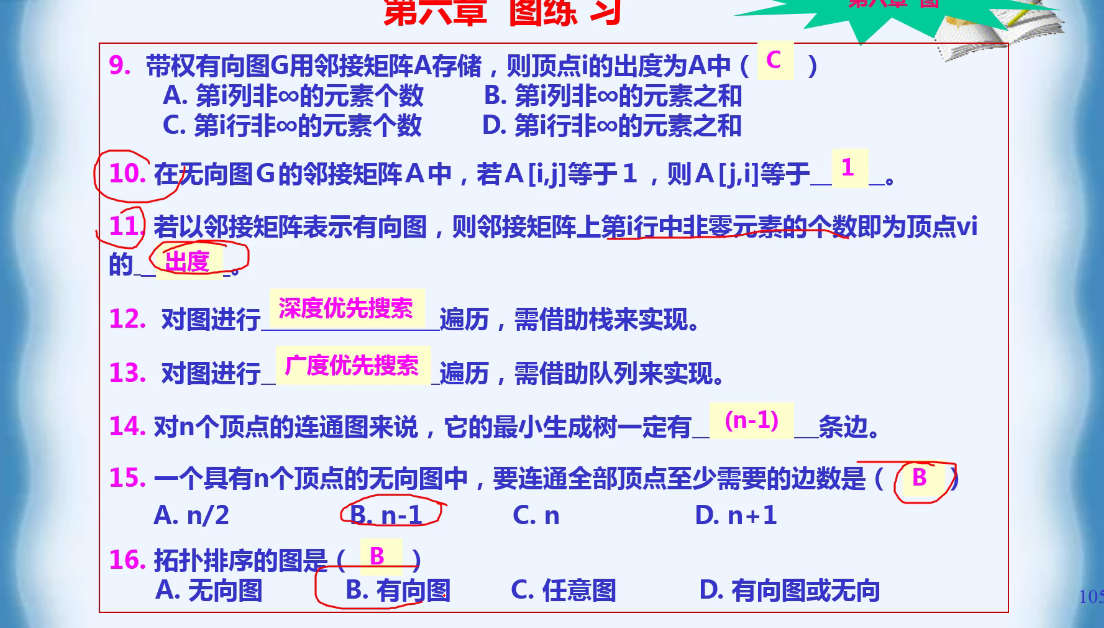 第六章 图练 习
第六章 图
9. 带权有向图G用邻接矩阵A存储，则顶点i的出度为A中（ C ）
A. 第i列非∞的元素个数 B. 第i列非∞的元素之和
C. 第i行非∞的元素个数 D. 第i行非∞的元素之和
10. 在无向图G的邻接矩阵A中，若A[i,j]等于1，则A[j,i]等于__1__。
11. 若以邻接矩阵表示有向图，则邻接矩阵上第i行中非零元素的个数即为顶点vi
的__出度__。
12. 对图进行__深度优先搜索__遍历，需借助栈来实现。
13. 对图进行__广度优先搜索__遍历，需借助队列来实现。
14. 对n个顶点的连通图来说，它的最小生成树一定有__(n-1)__条边。
15. 一个具有n个顶点的无向图中，要连通全部顶点至少需要的边数是（ B ）
A. n/2 B. n-1 C. n D. n+1
16. 拓扑排序的图是（ B ）
A. 无向图 B. 有向图 C. 任意图 D. 有向图或无向
105